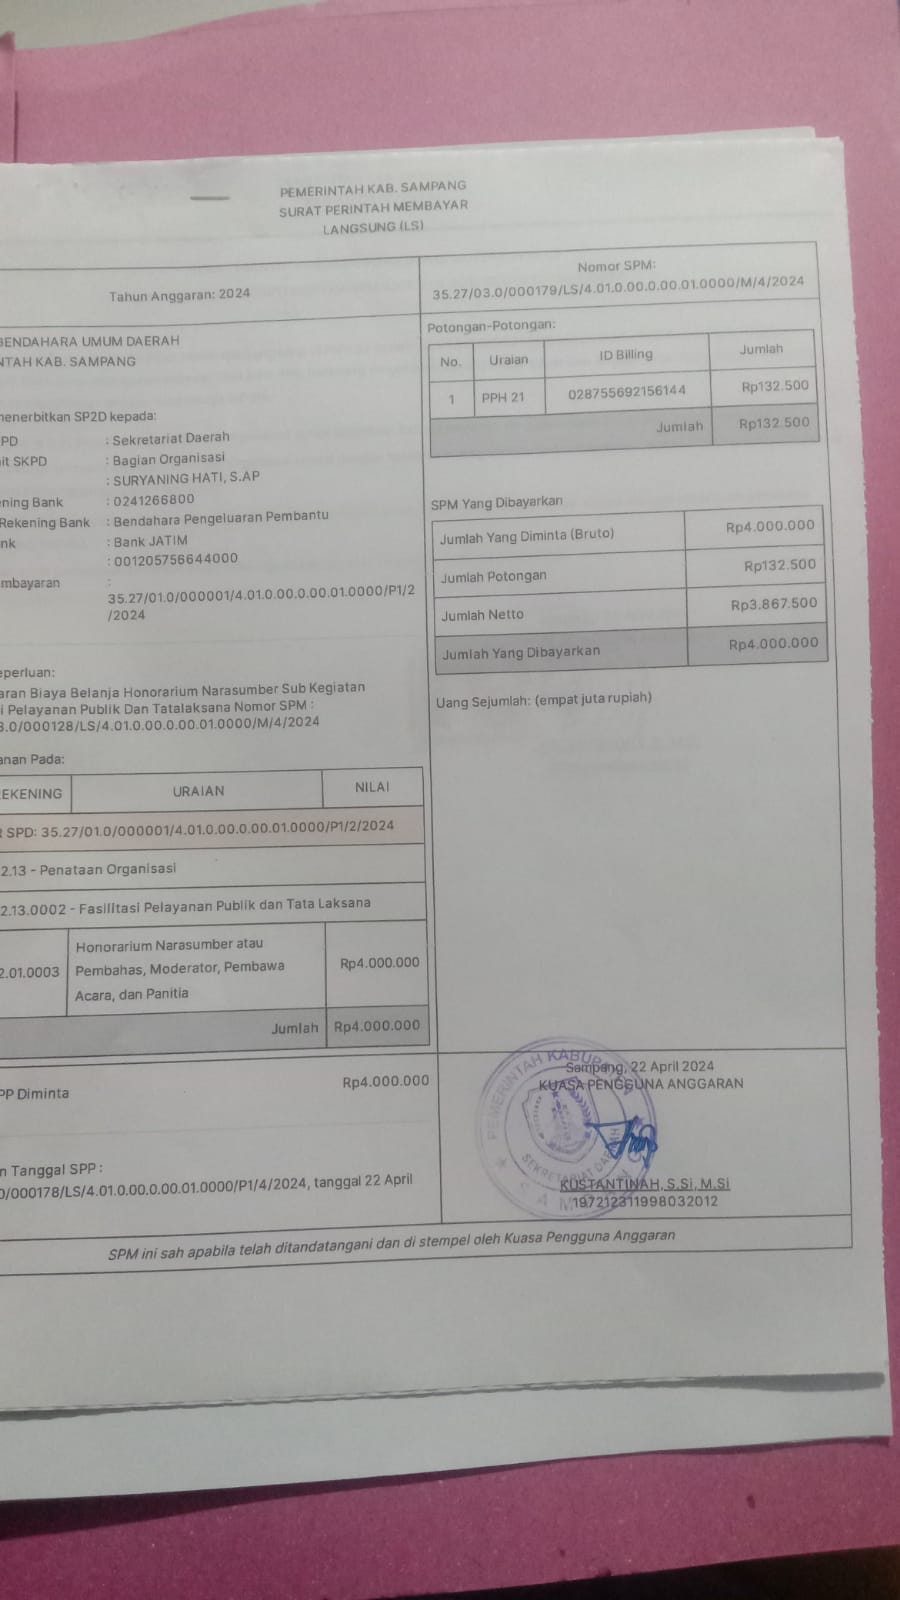 PEMERINTAH KAB. SAMPANG
SURAT PERINTAH MEMBAYAR
LANGSUNG (LS)
Tahun Anggaran: 2024
Nomor SPM:
35.27/03.0/000179/LS/4.01.0.00.0.00.01.0000/M/4/2024
BENDAHARA UMUM DAERAH
NTAH KAB. SAMPANG
menerbitkan SP2D kepada:
PD : Sekretariat Daerah
it SKPD : Bagian Organisasi
: SURYANING HATI, S.AP
ening Bank : 0241266800
Rekening Bank : Bendahara Pengeluaran Pembantu
nk : Bank JATIM
: 001205756644000
mbayaran :
35.27/01.0/000001/4.01.0.00.0.00.01.0000/P1/2
/2024
eperluan:
aran Biaya Belanja Honorarium Narasumber Sub Kegiatan
i Pelayanan Publik Dan Tatalaksana Nomor SPM :
3.0/000128/LS/4.01.0.00.0.00.01.0000/M/4/2024
anan Pada:
EKENING URAIAN NILAI
R SPD: 35.27/01.0/000001/4.01.0.00.0.00.01.0000/P1/2/2024
2.13 - Penataan Organisasi
2.13.0002 - Fasilitasi Pelayanan Publik dan Tata Laksana
2.01.0003 Honorarium Narasumber atau
Pembahas, Moderator, Pembawa
Acara, dan Panitia
Rp4.000.000
Jumlah Rp4.000.000
PP Diminta Rp4.000.000
n Tanggal SPP :
0/000178/LS/4.01.0.00.0.00.01.0000/P1/4/2024, tanggal 22 April
Potongan-Potongan:
No. Uraian ID Billing Jumlah
1 PPH 21 028755692156144 Rp132.500
Jumlah Rp132.500
SPM Yang Dibayarkan
Jumlah Yang Diminta (Bruto) Rp4.000.000
Jumlah Potongan Rp132.500
Jumlah Netto Rp3.867.500
Jumlah Yang Dibayarkan Rp4.000.000
Uang Sejumlah: (empat juta rupiah)
Sampang, 22 April 2024
KUASA PENGGUNA ANGGARAN
PEMERINTAH KABUPA
SEKRETARIAT DAERAH
KUSTANTINAH, S.Si, M.Si
197212311998032012
SPM ini sah apabila telah ditandatangani dan di stempel oleh Kuasa Pengguna Anggaran